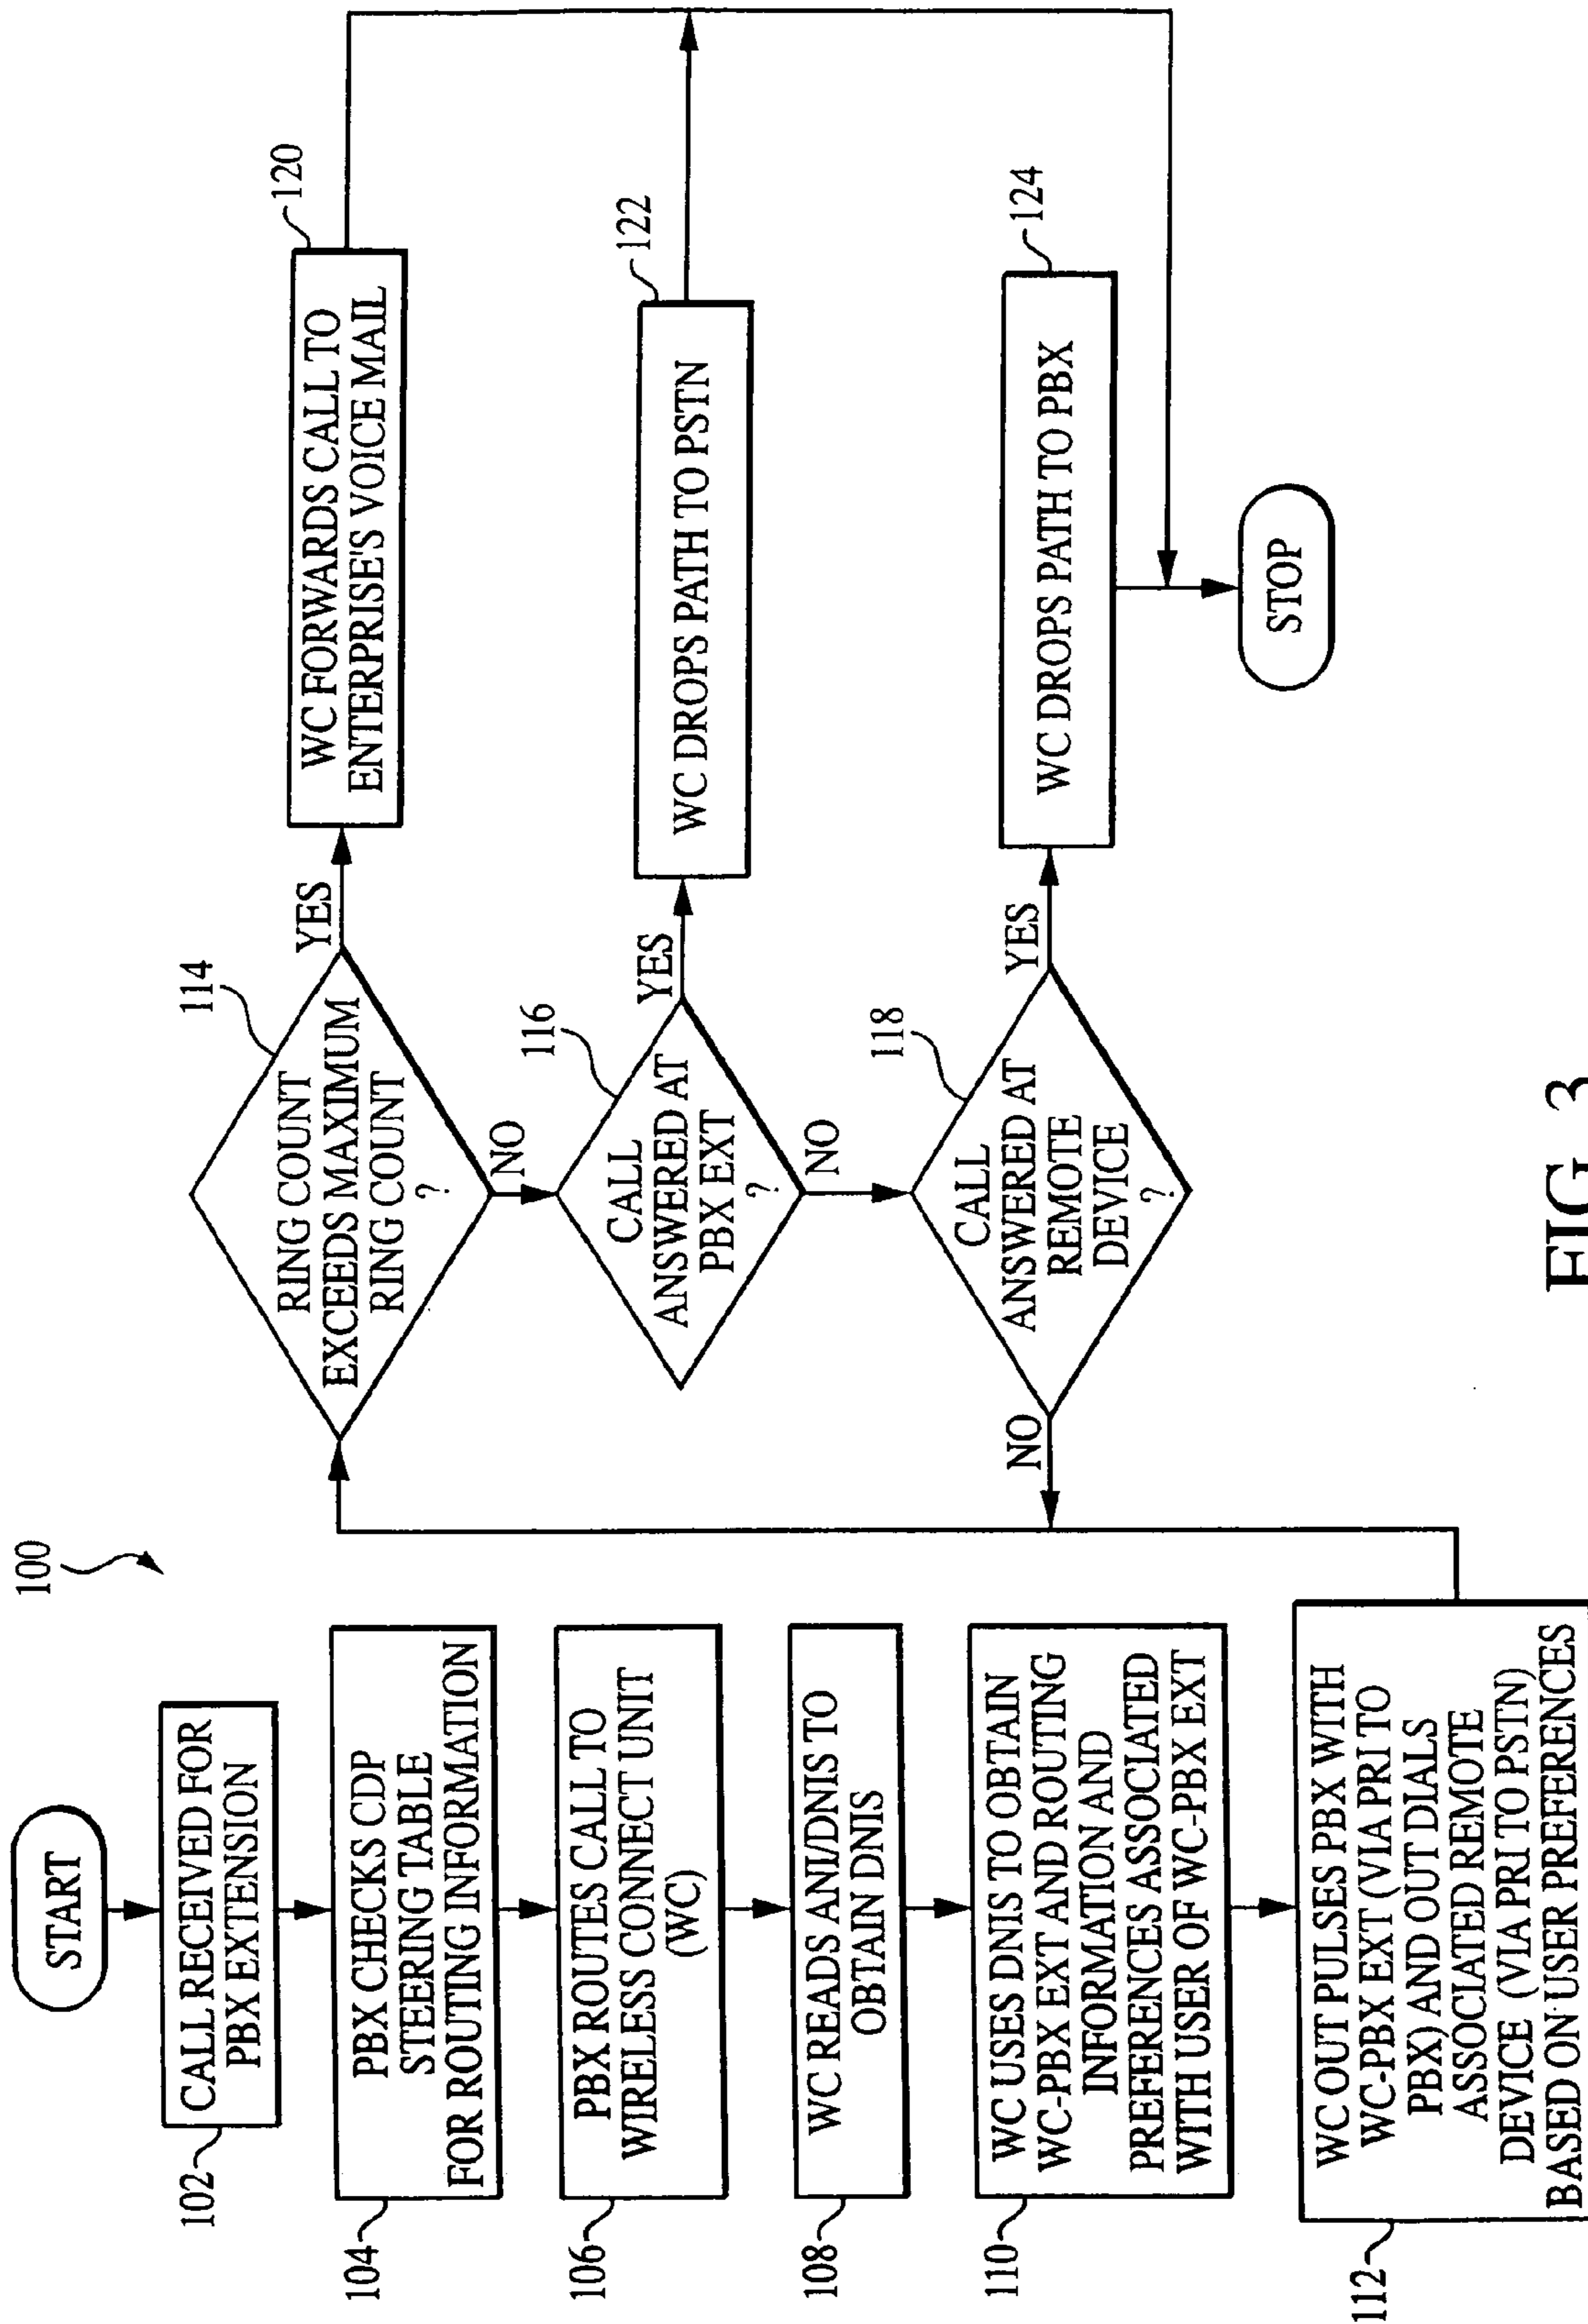 100
START
102
CALL RECEIVED FOR
PBX EXTENSION
104
PBX CHECKS CDP
STEERING TABLE
FOR ROUTING INFORMATION
106
PBX ROUTES CALL TO
WIRELESS CONNECT UNIT
(WC)
108
WC READS ANI/DNIS TO
OBTAIN DNIS
110
WC USES DNIS TO OBTAIN
WC-PBX EXT AND ROUTING
INFORMATION AND
PREFERENCES ASSOCIATED
WITH USER OF WC-PBX EXT
112
WC OUT PULSES PBX WITH
WC-PBX EXT (VIA PRI TO
PBX) AND OUT DIALS
ASSOCIATED REMOTE
DEVICE (VIA PRI TO PSTN)
BASED ON USER PREFERENCES
114
RING COUNT
EXCEEDS MAXIMUM
RING COUNT
?
YES
NO
120
WC FORWARDS CALL TO
ENTERPRISE'S VOICE MAIL
116
CALL
ANSWERED AT
PBX EXT
?
YES
NO
122
WC DROPS PATH TO PSTN
118
CALL
ANSWERED AT
REMOTE
DEVICE
?
YES
NO
124
WC DROPS PATH TO PBX
STOP
FIG. 3